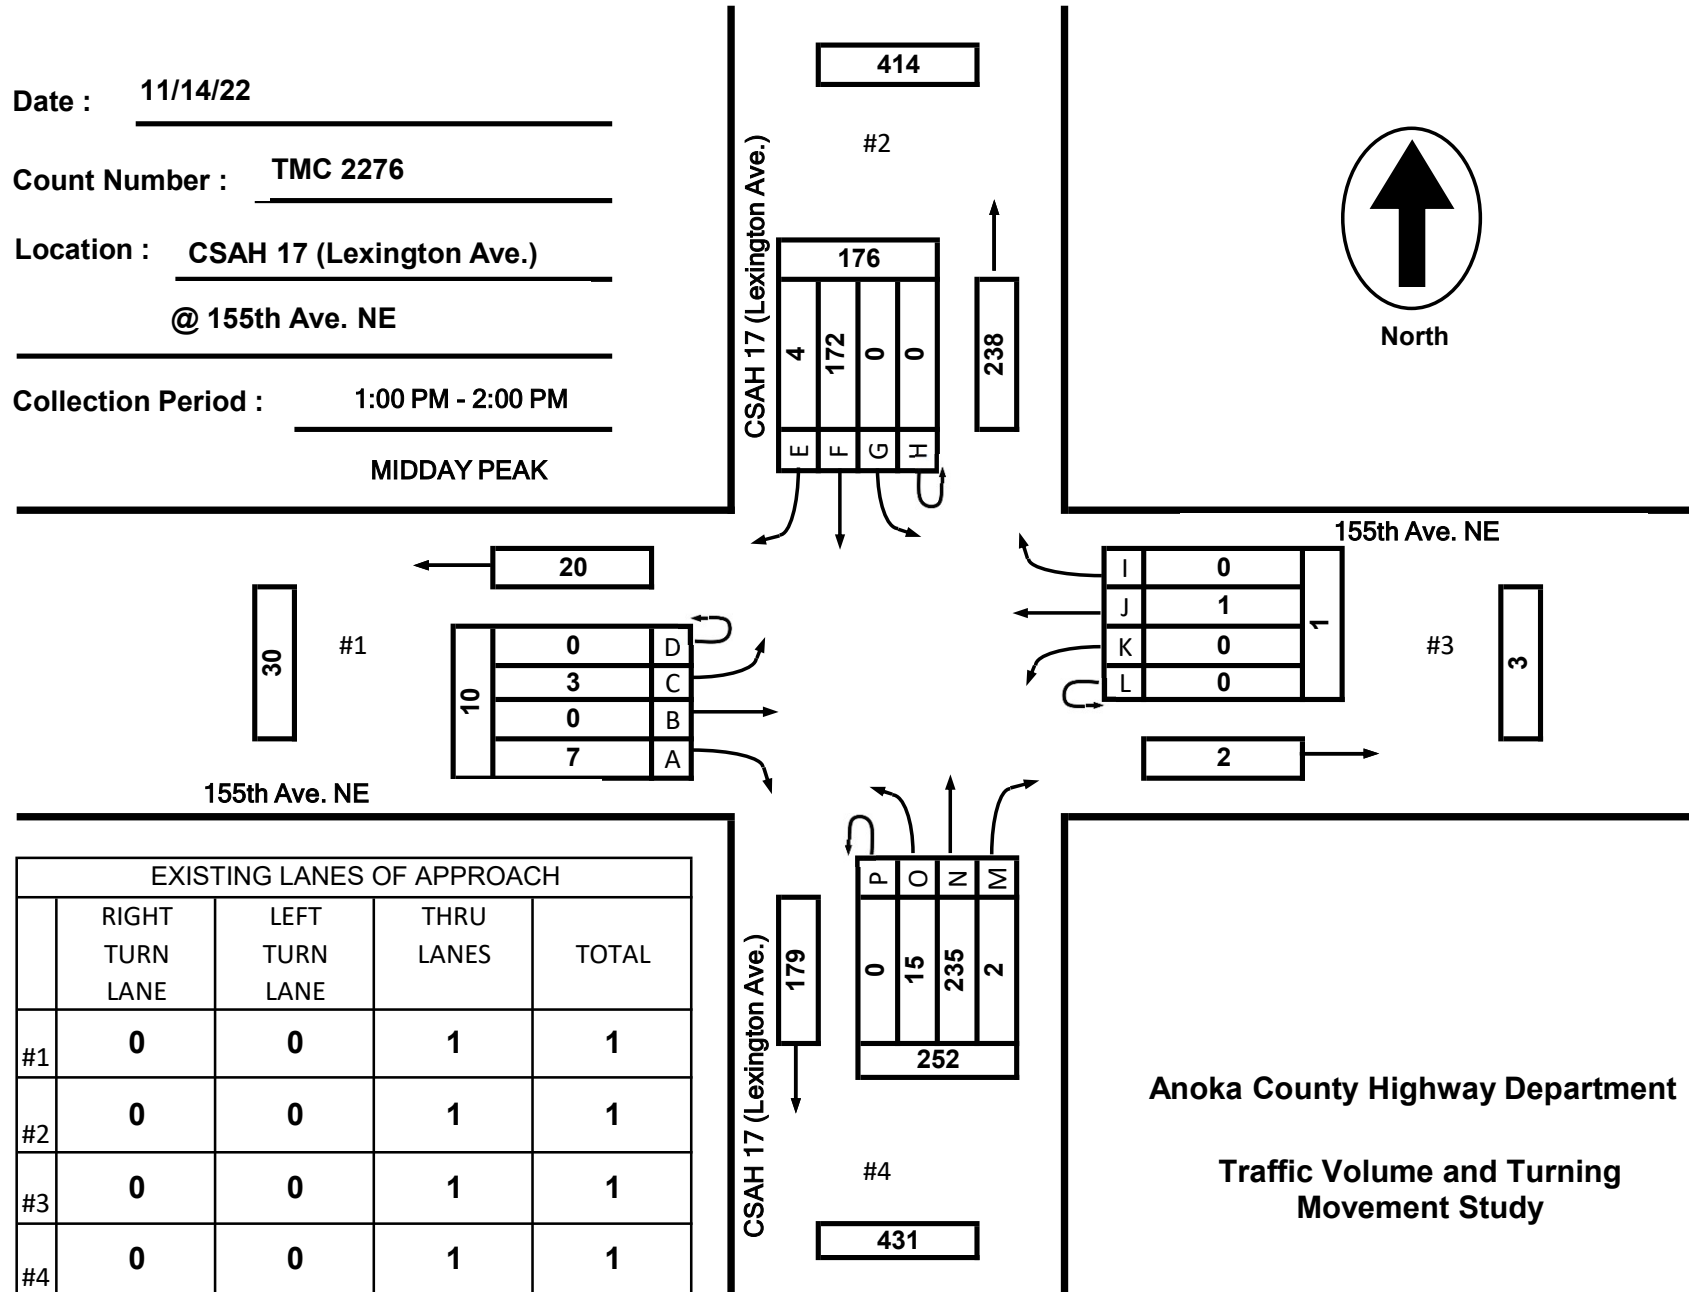 Date : 11/14/22
Count Number : TMC 2276
Location : CSAH 17 (Lexington Ave.)
@ 155th Ave. NE
Collection Period : 1:00 PM - 2:00 PM
MIDDAY PEAK
414
#2
CSAH 17 (Lexington Ave.)
176
4 172 0 0
E F G H
238
North
155th Ave. NE
20
30
#1
10
0 D
3 C
0 B
7 A
155th Ave. NE
I 0
J 1
K 0
L 0
1
#3
3
2
P O N M
0 15 235 2
252
179
CSAH 17 (Lexington Ave.)
#4
431
EXISTING LANES OF APPROACH
RIGHT LEFT THRU
TURN TURN LANES TOTAL
LANE LANE
#1 0 0 1 1
#2 0 0 1 1
#3 0 0 1 1
#4 0 0 1 1
Anoka County Highway Department
Traffic Volume and Turning
Movement Study